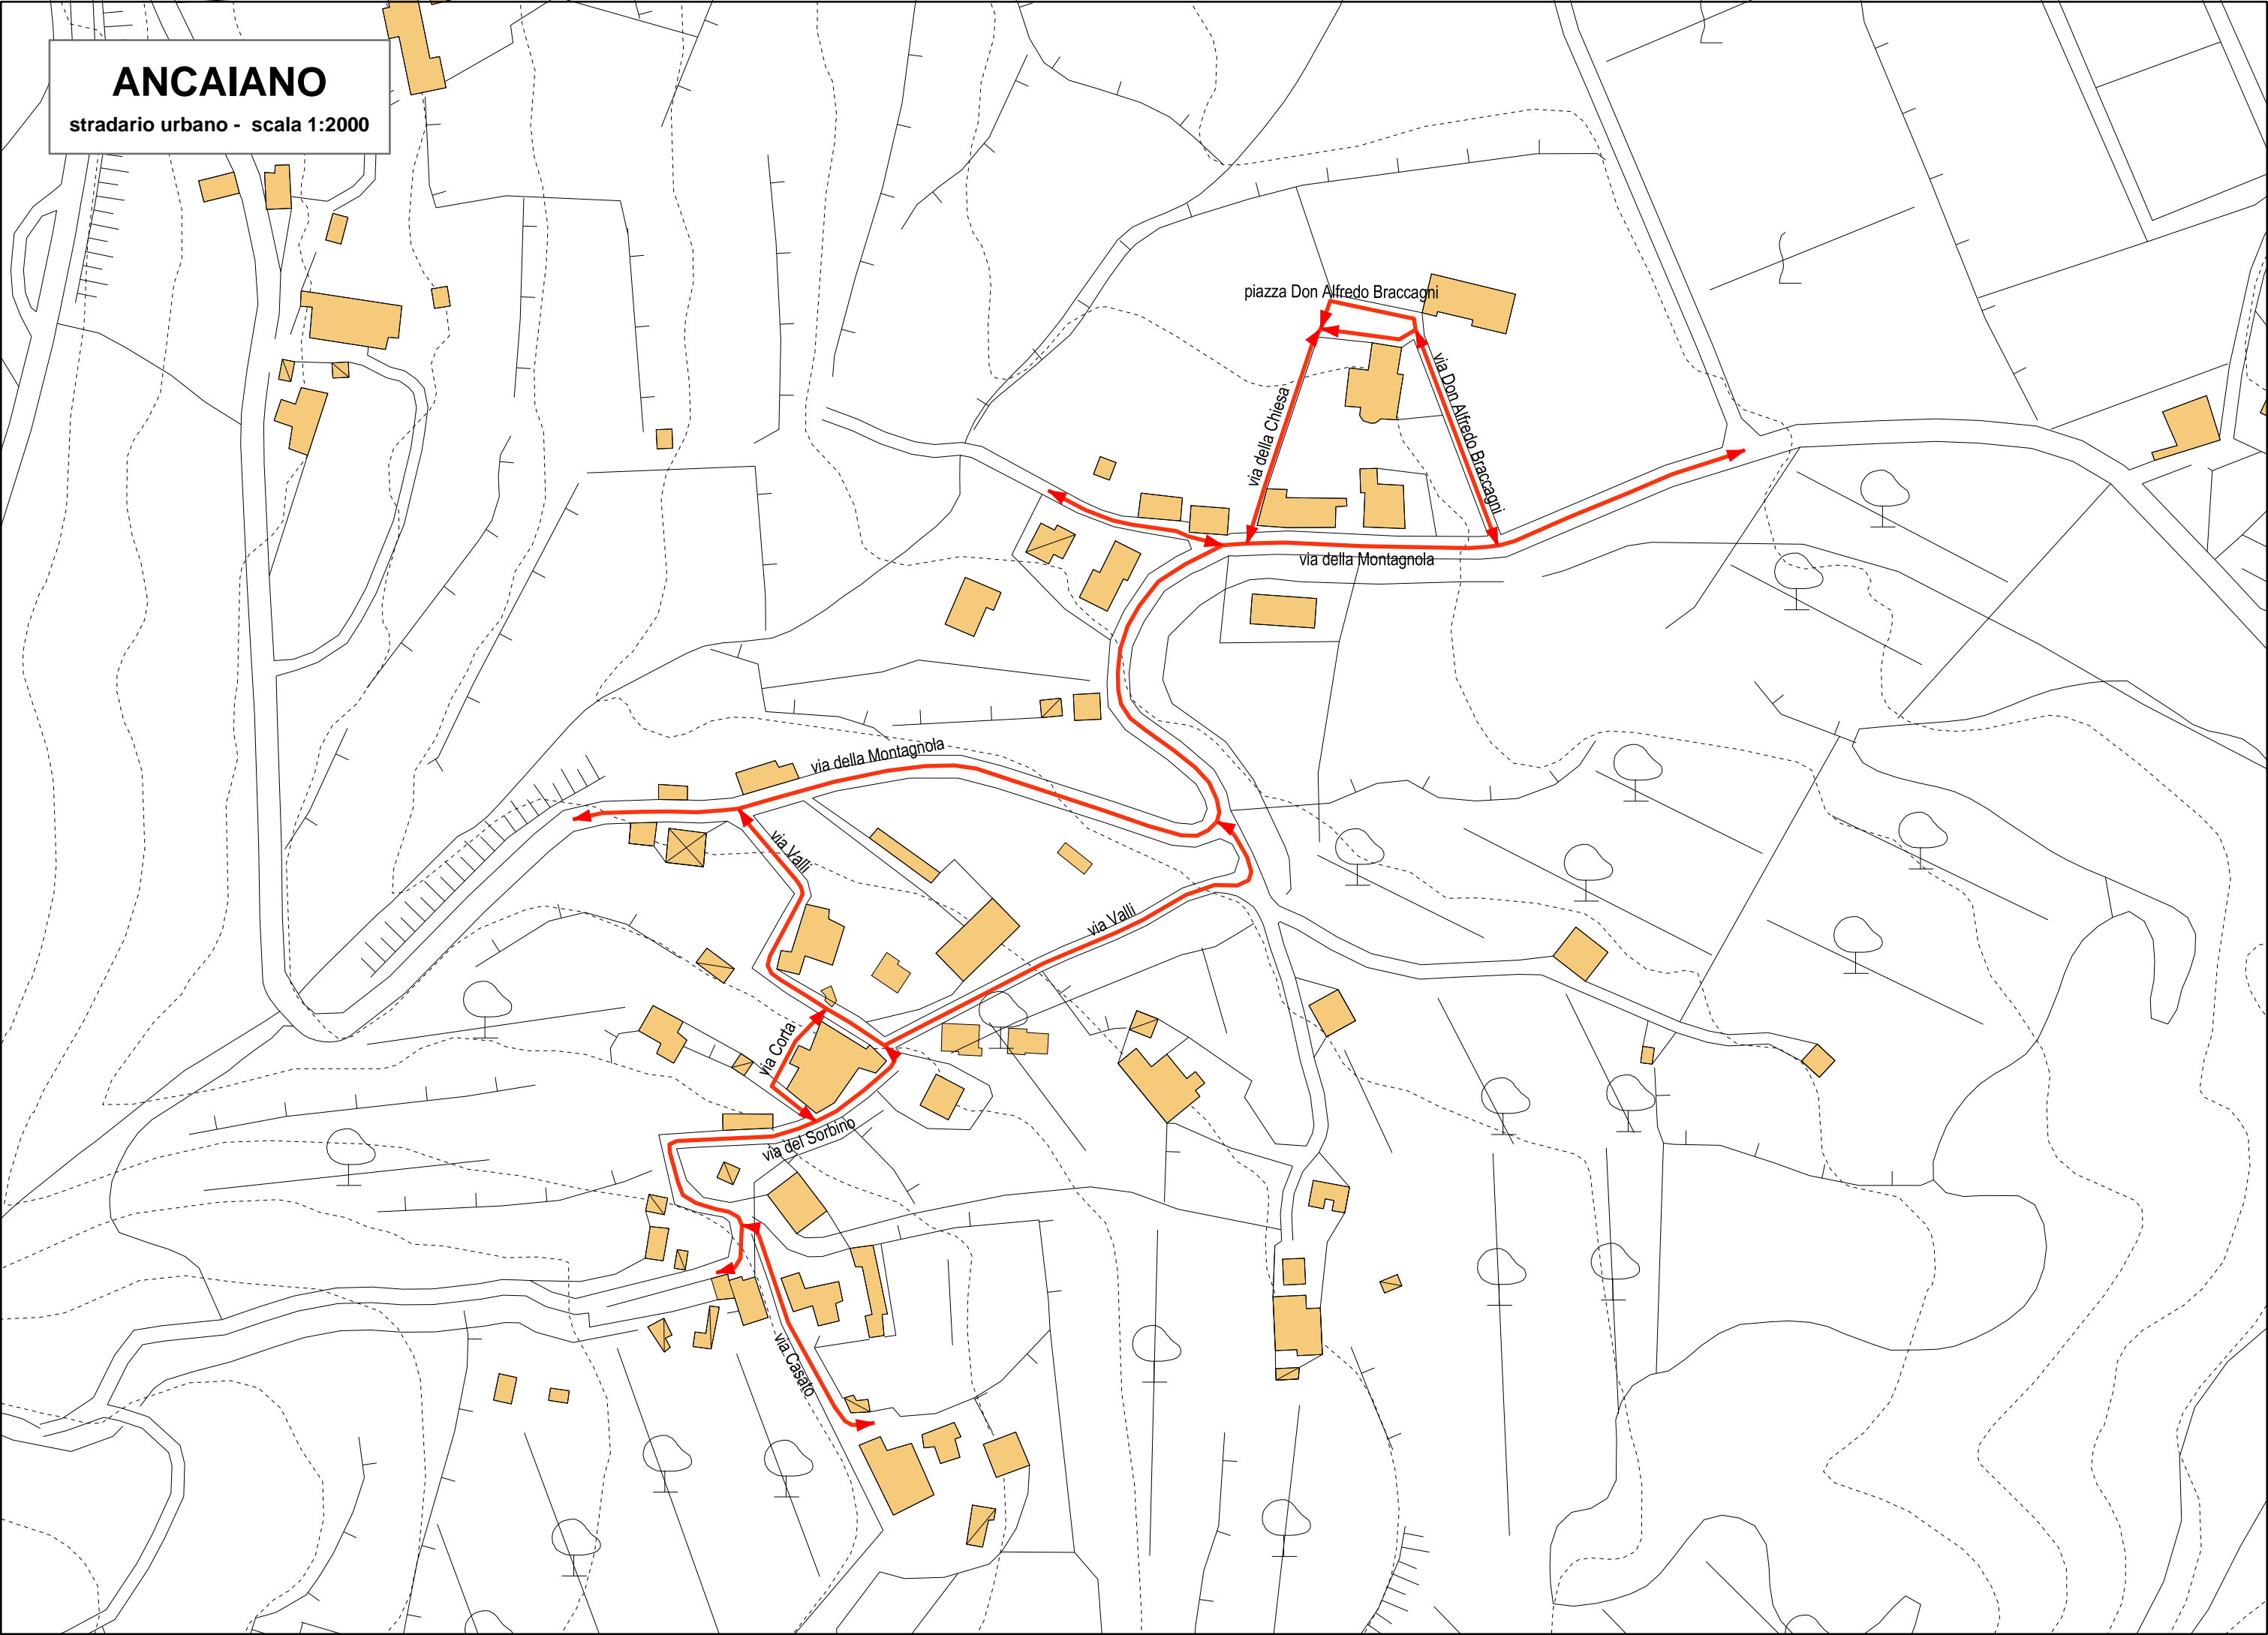 ANCAIANO
stradario urbano - scala 1:2000
piazza Don Alfredo Braccagni
via della Chiesa
via Don Alfredo Braccagni
via della Montagnola
via della Montagnola
via Valli
via Valli
via Corta
via del Sorbino
via Casato